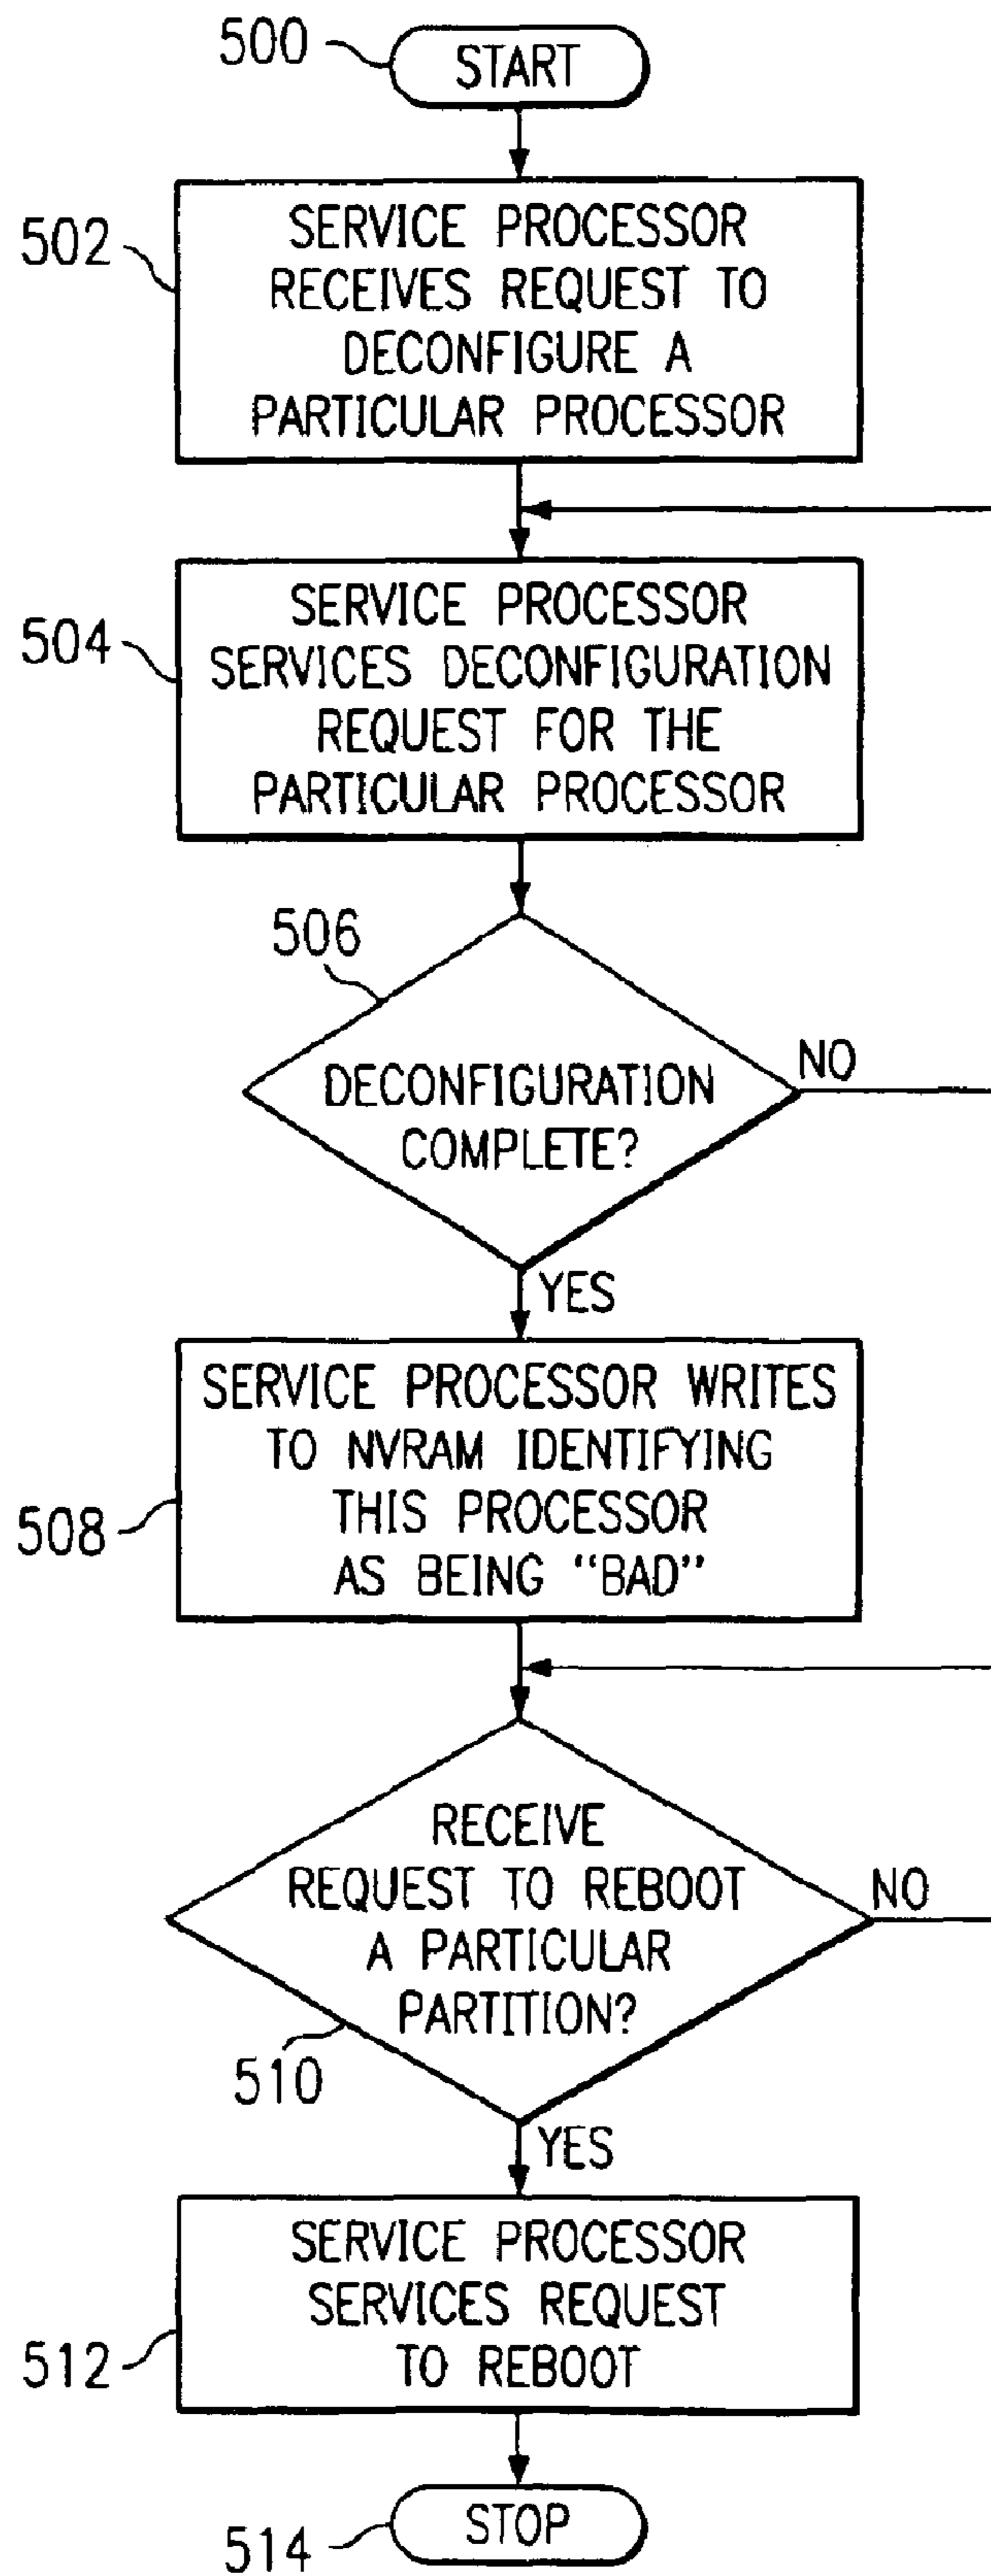 500
START
502
SERVICE PROCESSOR
RECEIVES REQUEST TO
DECONFIGURE A
PARTICULAR PROCESSOR
504
SERVICE PROCESSOR
SERVICES DECONFIGURATION
REQUEST FOR THE
PARTICULAR PROCESSOR
506
DECONFIGURATION
COMPLETE?
NO
YES
508
SERVICE PROCESSOR WRITES
TO NVRAM IDENTIFYING
THIS PROCESSOR
AS BEING "BAD"
RECEIVE
REQUEST TO REBOOT
A PARTICULAR
PARTITION?
NO
510
YES
512
SERVICE PROCESSOR
SERVICES REQUEST
TO REBOOT
514
STOP